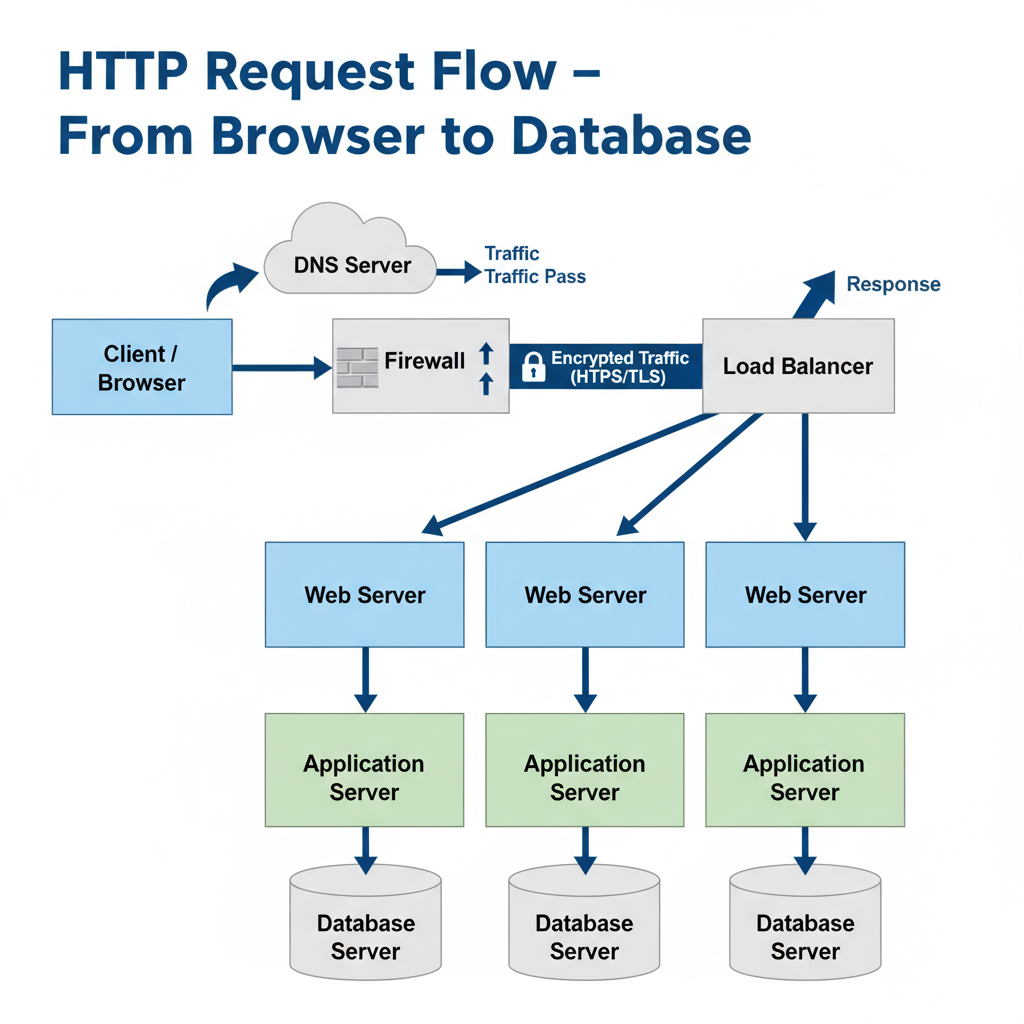 HTTP Request Flow –
From Browser to Database
DNS Server
Traffic
Traffic Pass
Response
Client /
Browser
Firewall
Encrypted Traffic
(HTPS/TLS)
Load Balancer
Web Server
Web Server
Web Server
Application
Server
Application
Server
Application
Server
Database
Server
Database
Server
Database
Server